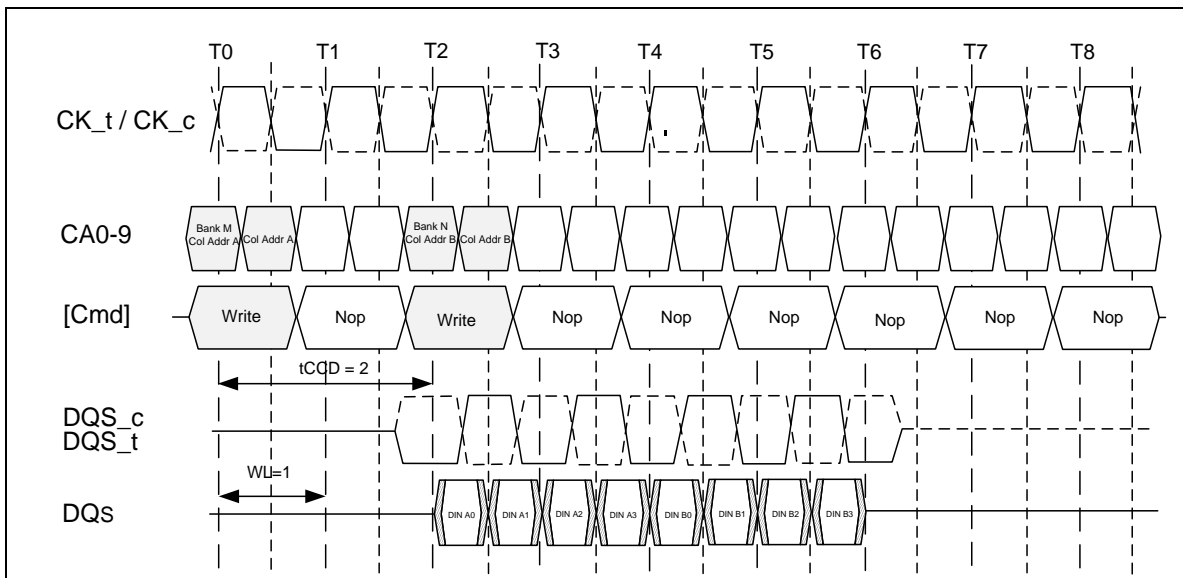 T0 T1 T2 T3 T4 T5 T6 T7 T8
CK_t / CK_c
CA0-9
Bank M
Col Addr A
Col Addr A
Bank N
Col Addr B
Col Addr B
[Cmd]
Write Nop Write Nop Nop Nop Nop Nop Nop
tCCD = 2
DQS_c
DQS_t
WL=1
DQs
DIN A0 DIN A1 DIN A2 DIN A3 DIN B0 DIN B1 DIN B2 DIN B3